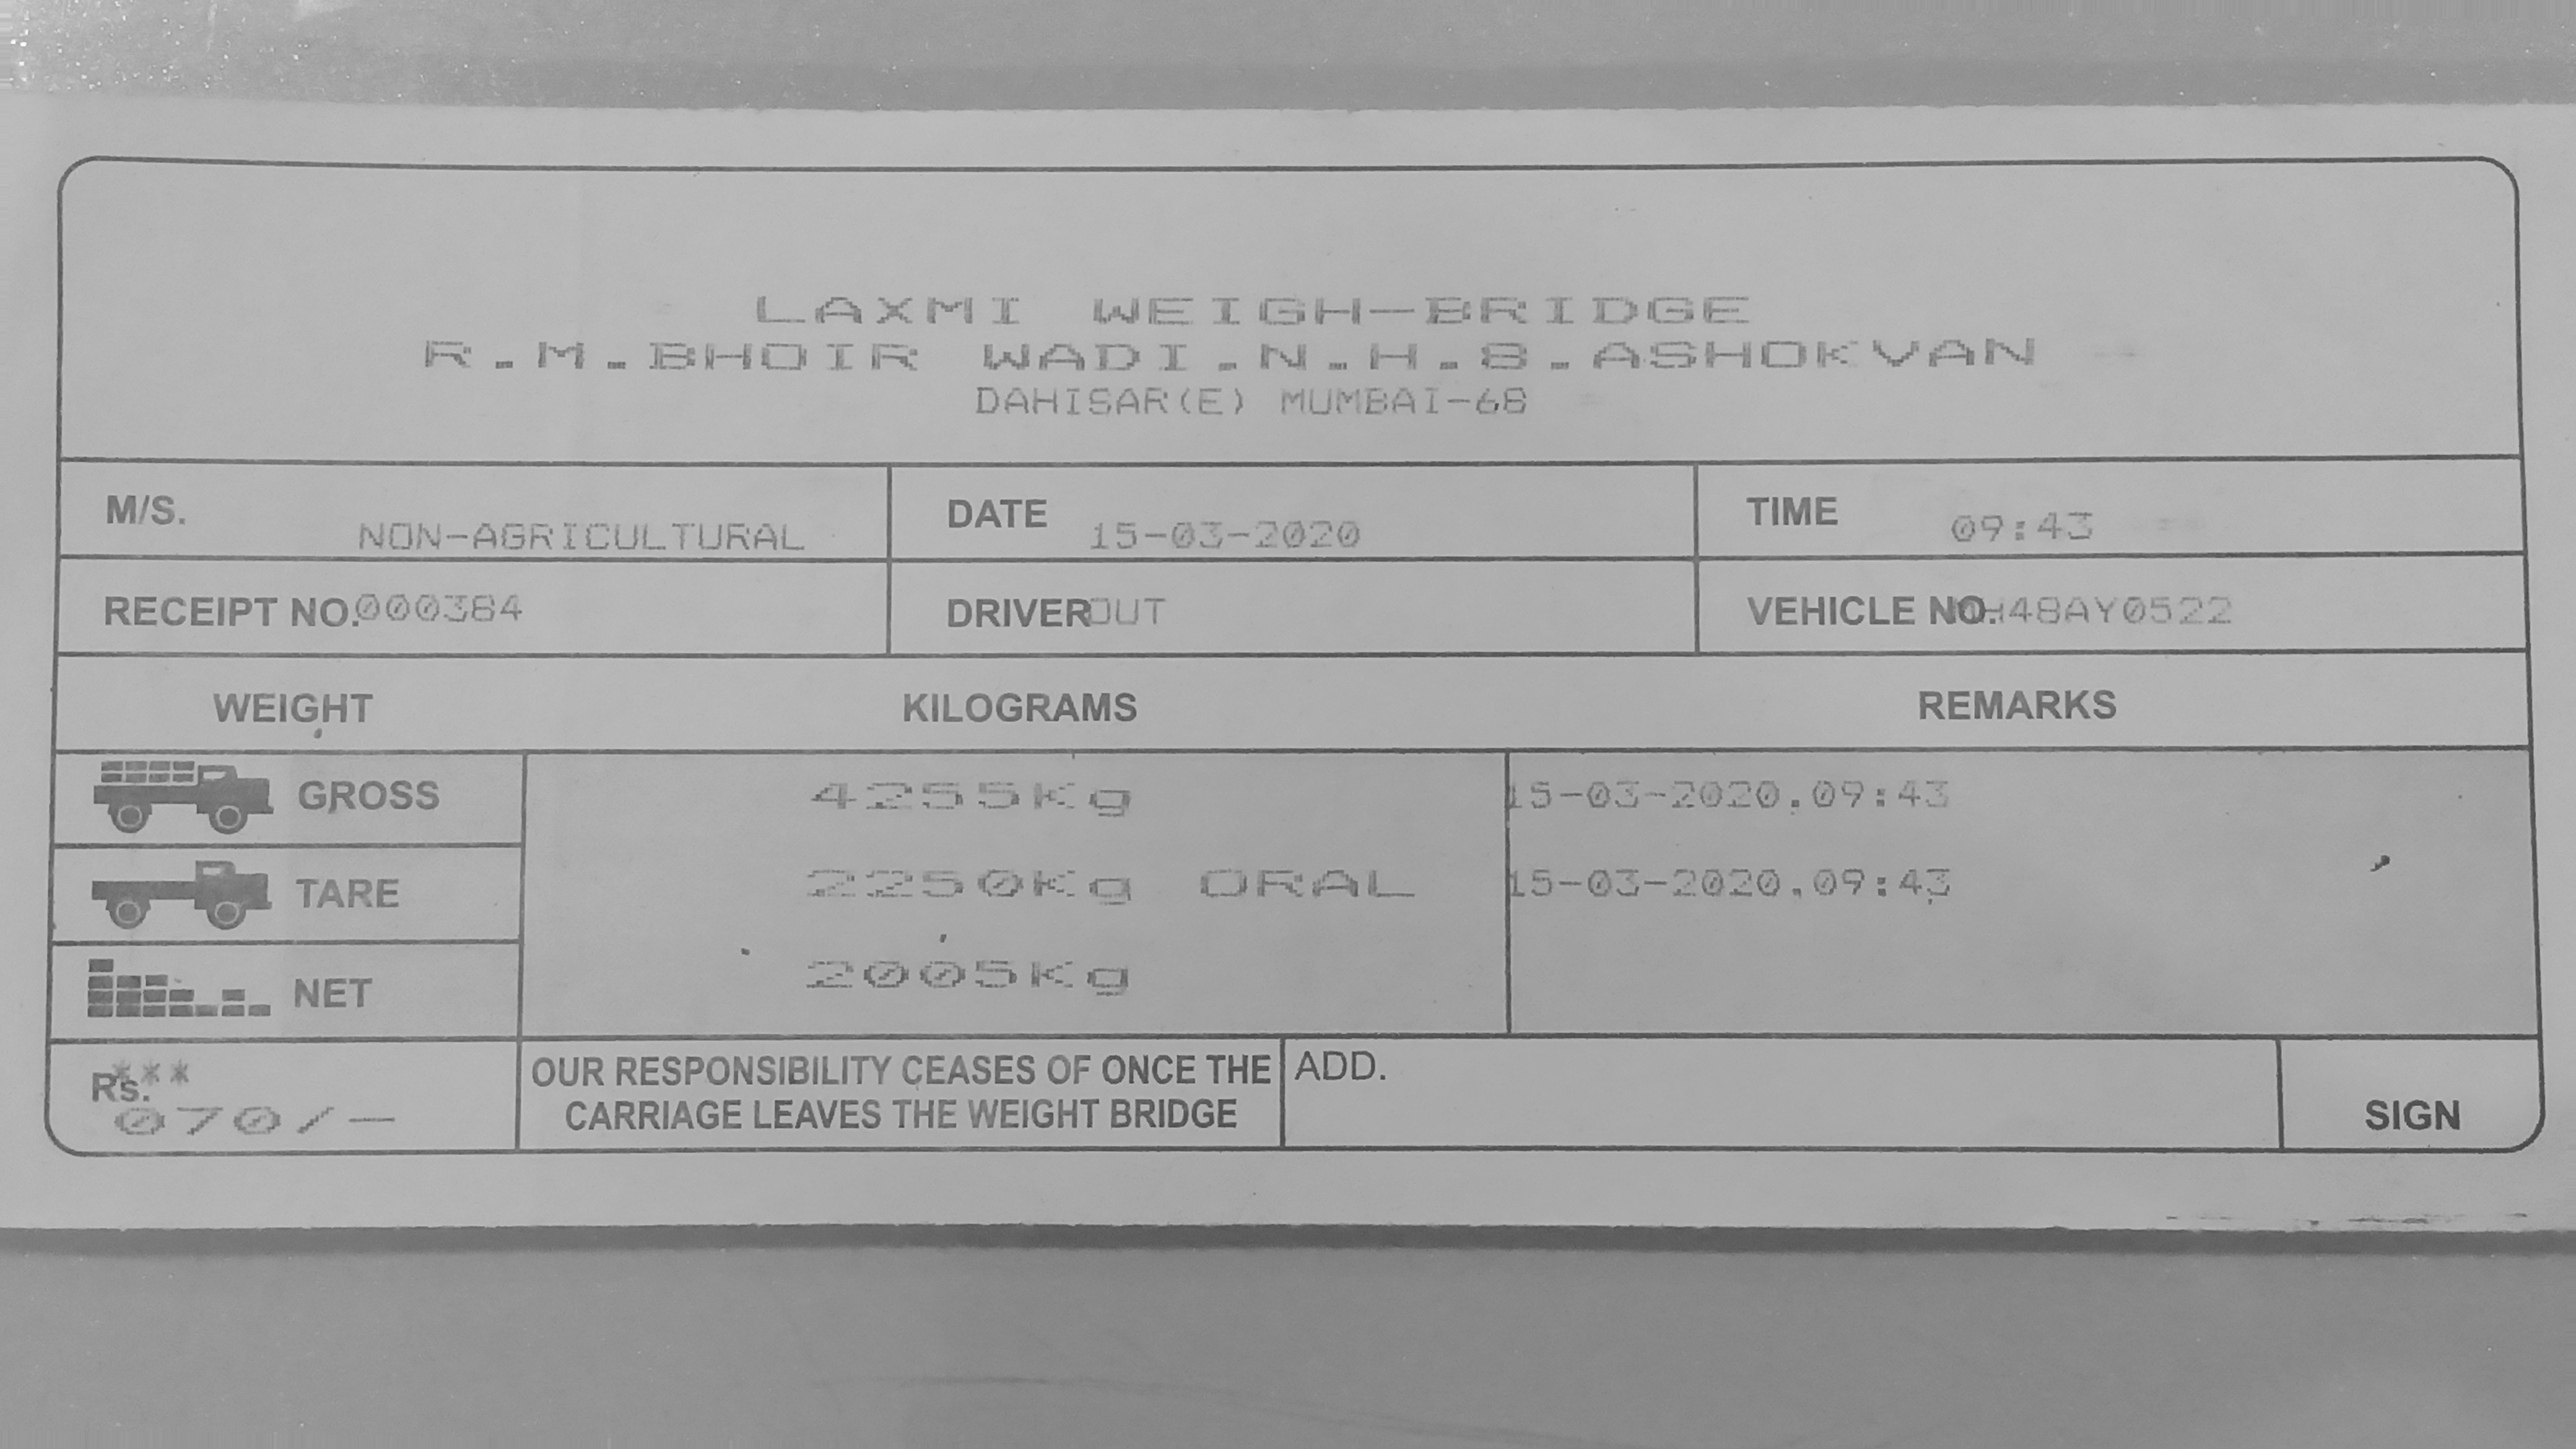 LAXMI WEIGH-BRIDGE
R.M.BHOIR WADI.N.H.8.ASHOKVAN
DAHISAR(E) MUMBAI-68
M/S. NON-AGRICULTURAL DATE 15-03-2020 TIME 09:43
RECEIPT NO. 000384 DRIVER OUT VEHICLE NO. MH48AY0522
WEIGHT KILOGRAMS REMARKS
GROSS 4255Kg 15-03-2020.09:43
TARE 2250Kg ORAL 15-03-2020.09:43
NET 2005Kg
Rs. ***
070/-
OUR RESPONSIBILITY CEASES OF ONCE THE
CARRIAGE LEAVES THE WEIGHT BRIDGE
ADD.
SIGN